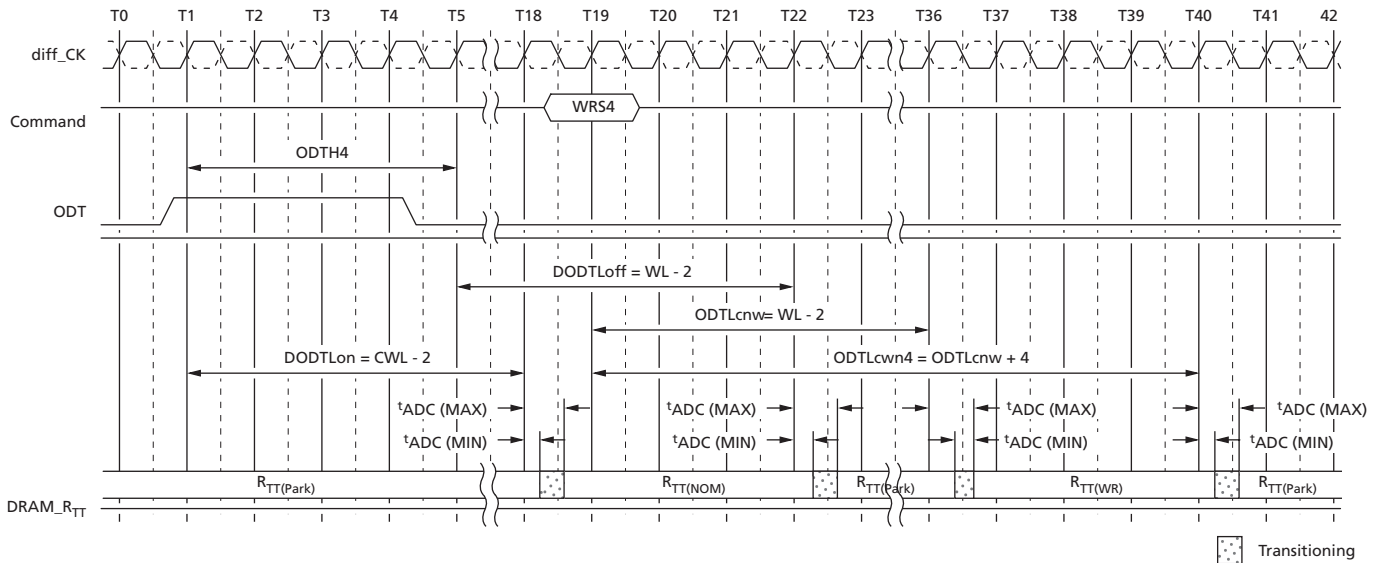 T0 T1 T2 T3 T4 T5 T18 T19 T20 T21 T22 T23 T36 T37 T38 T39 T40 T41 42
diff_CK
WRS4
Command
ODTH4
ODT
DODTLoff = WL - 2
ODTLcnw= WL - 2
DODTLon = CWL - 2 ODTLcwn4 = ODTLcnw + 4
tADC (MAX) tADC (MAX) tADC (MAX) tADC (MAX)
tADC (MIN) tADC (MIN) tADC (MIN) tADC (MIN)
RTT(Park) RTT(NOM) RTT(Park) RTT(WR) RTT(Park)
DRAM_RTT
Transitioning